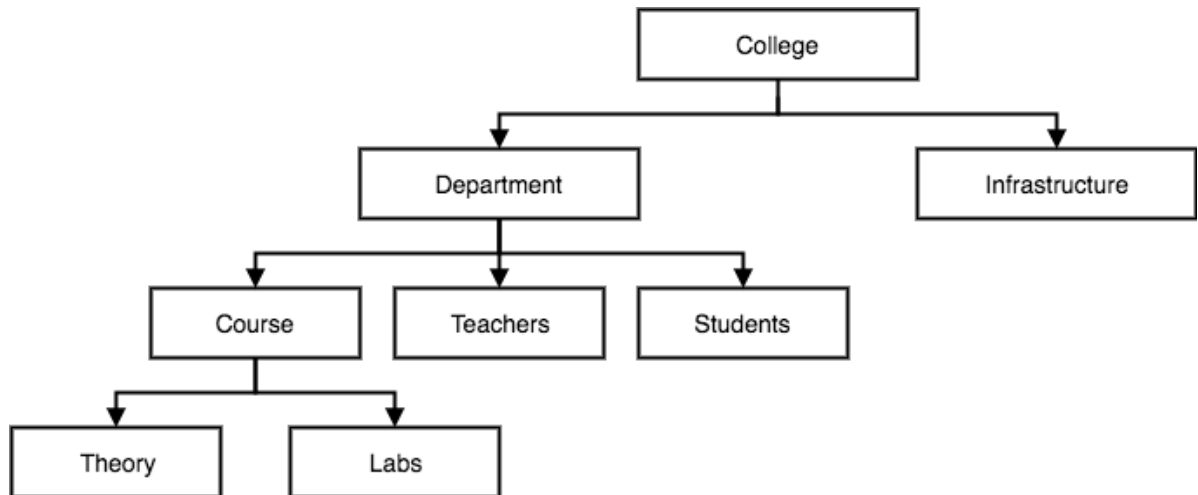 College
Department
Infrastructure
Course
Teachers
Students
Theory
Labs